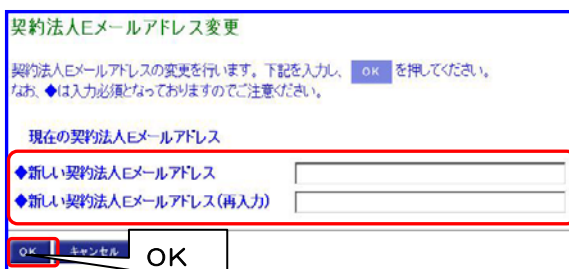 契約法人Eメールアドレス変更
契約法人Eメールアドレスの変更を行います。下記を入力し、 OK を押してください。
なお、◆は入力必須となっておりますのでご注意ください。
現在の契約法人Eメールアドレス
◆新しい契約法人Eメールアドレス
◆新しい契約法人Eメールアドレス(再入力)
OK キャンセル
OK